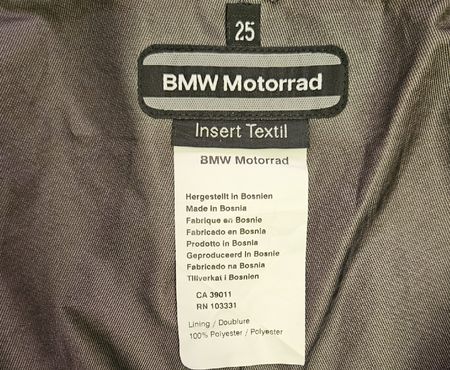 25
BMW Motorrad
Insert Textil
BMW Motorrad
Hergestellt in Bosnien
Made in Bosnia
Fabrique en Bosnie
Fabricado en Bosnia
Prodotto in Bosnia
Geproduceerd in Bosnie
Fabricado na Bosnia
Tillverkat i Bosnien
CA 39011
RN 103331
Lining / Doublure
100% Polyester / Polyester